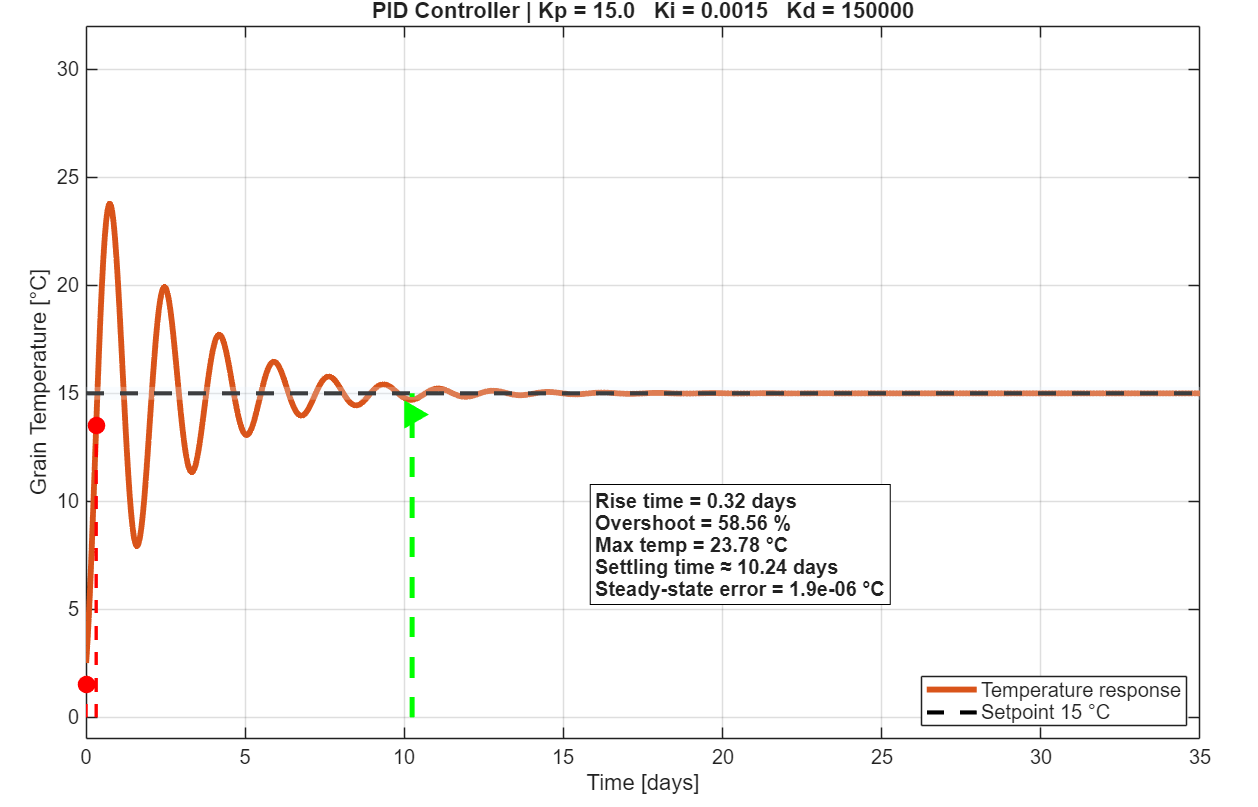 PID Controller | Kp = 15.0   Ki = 0.0015   Kd = 150000
Grain Temperature [°C]
30
25
20
15
10
5
0
Rise time = 0.32 days
Overshoot = 58.56 %
Max temp = 23.78 °C
Settling time ≈ 10.24 days
Steady-state error = 1.9e-06 °C
Temperature response
Setpoint 15 °C
0 5 10 15 20 25 30 35
Time [days]